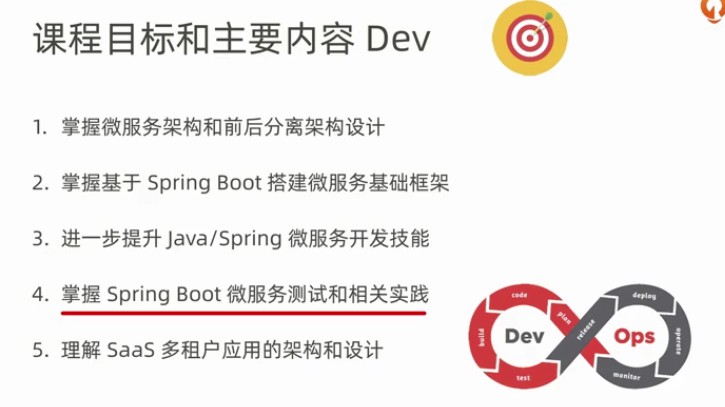 课程目标和主要内容 Dev
1. 掌握微服务架构和前后分离架构设计
2. 掌握基于 Spring Boot 搭建微服务基础框架
3. 进一步提升 Java/Spring 微服务开发技能
4. 掌握 Spring Boot 微服务测试和相关实践
5. 理解 SaaS 多租户应用的架构和设计
code
plan
build
test
Dev
release
deploy
operate
monitor
Ops